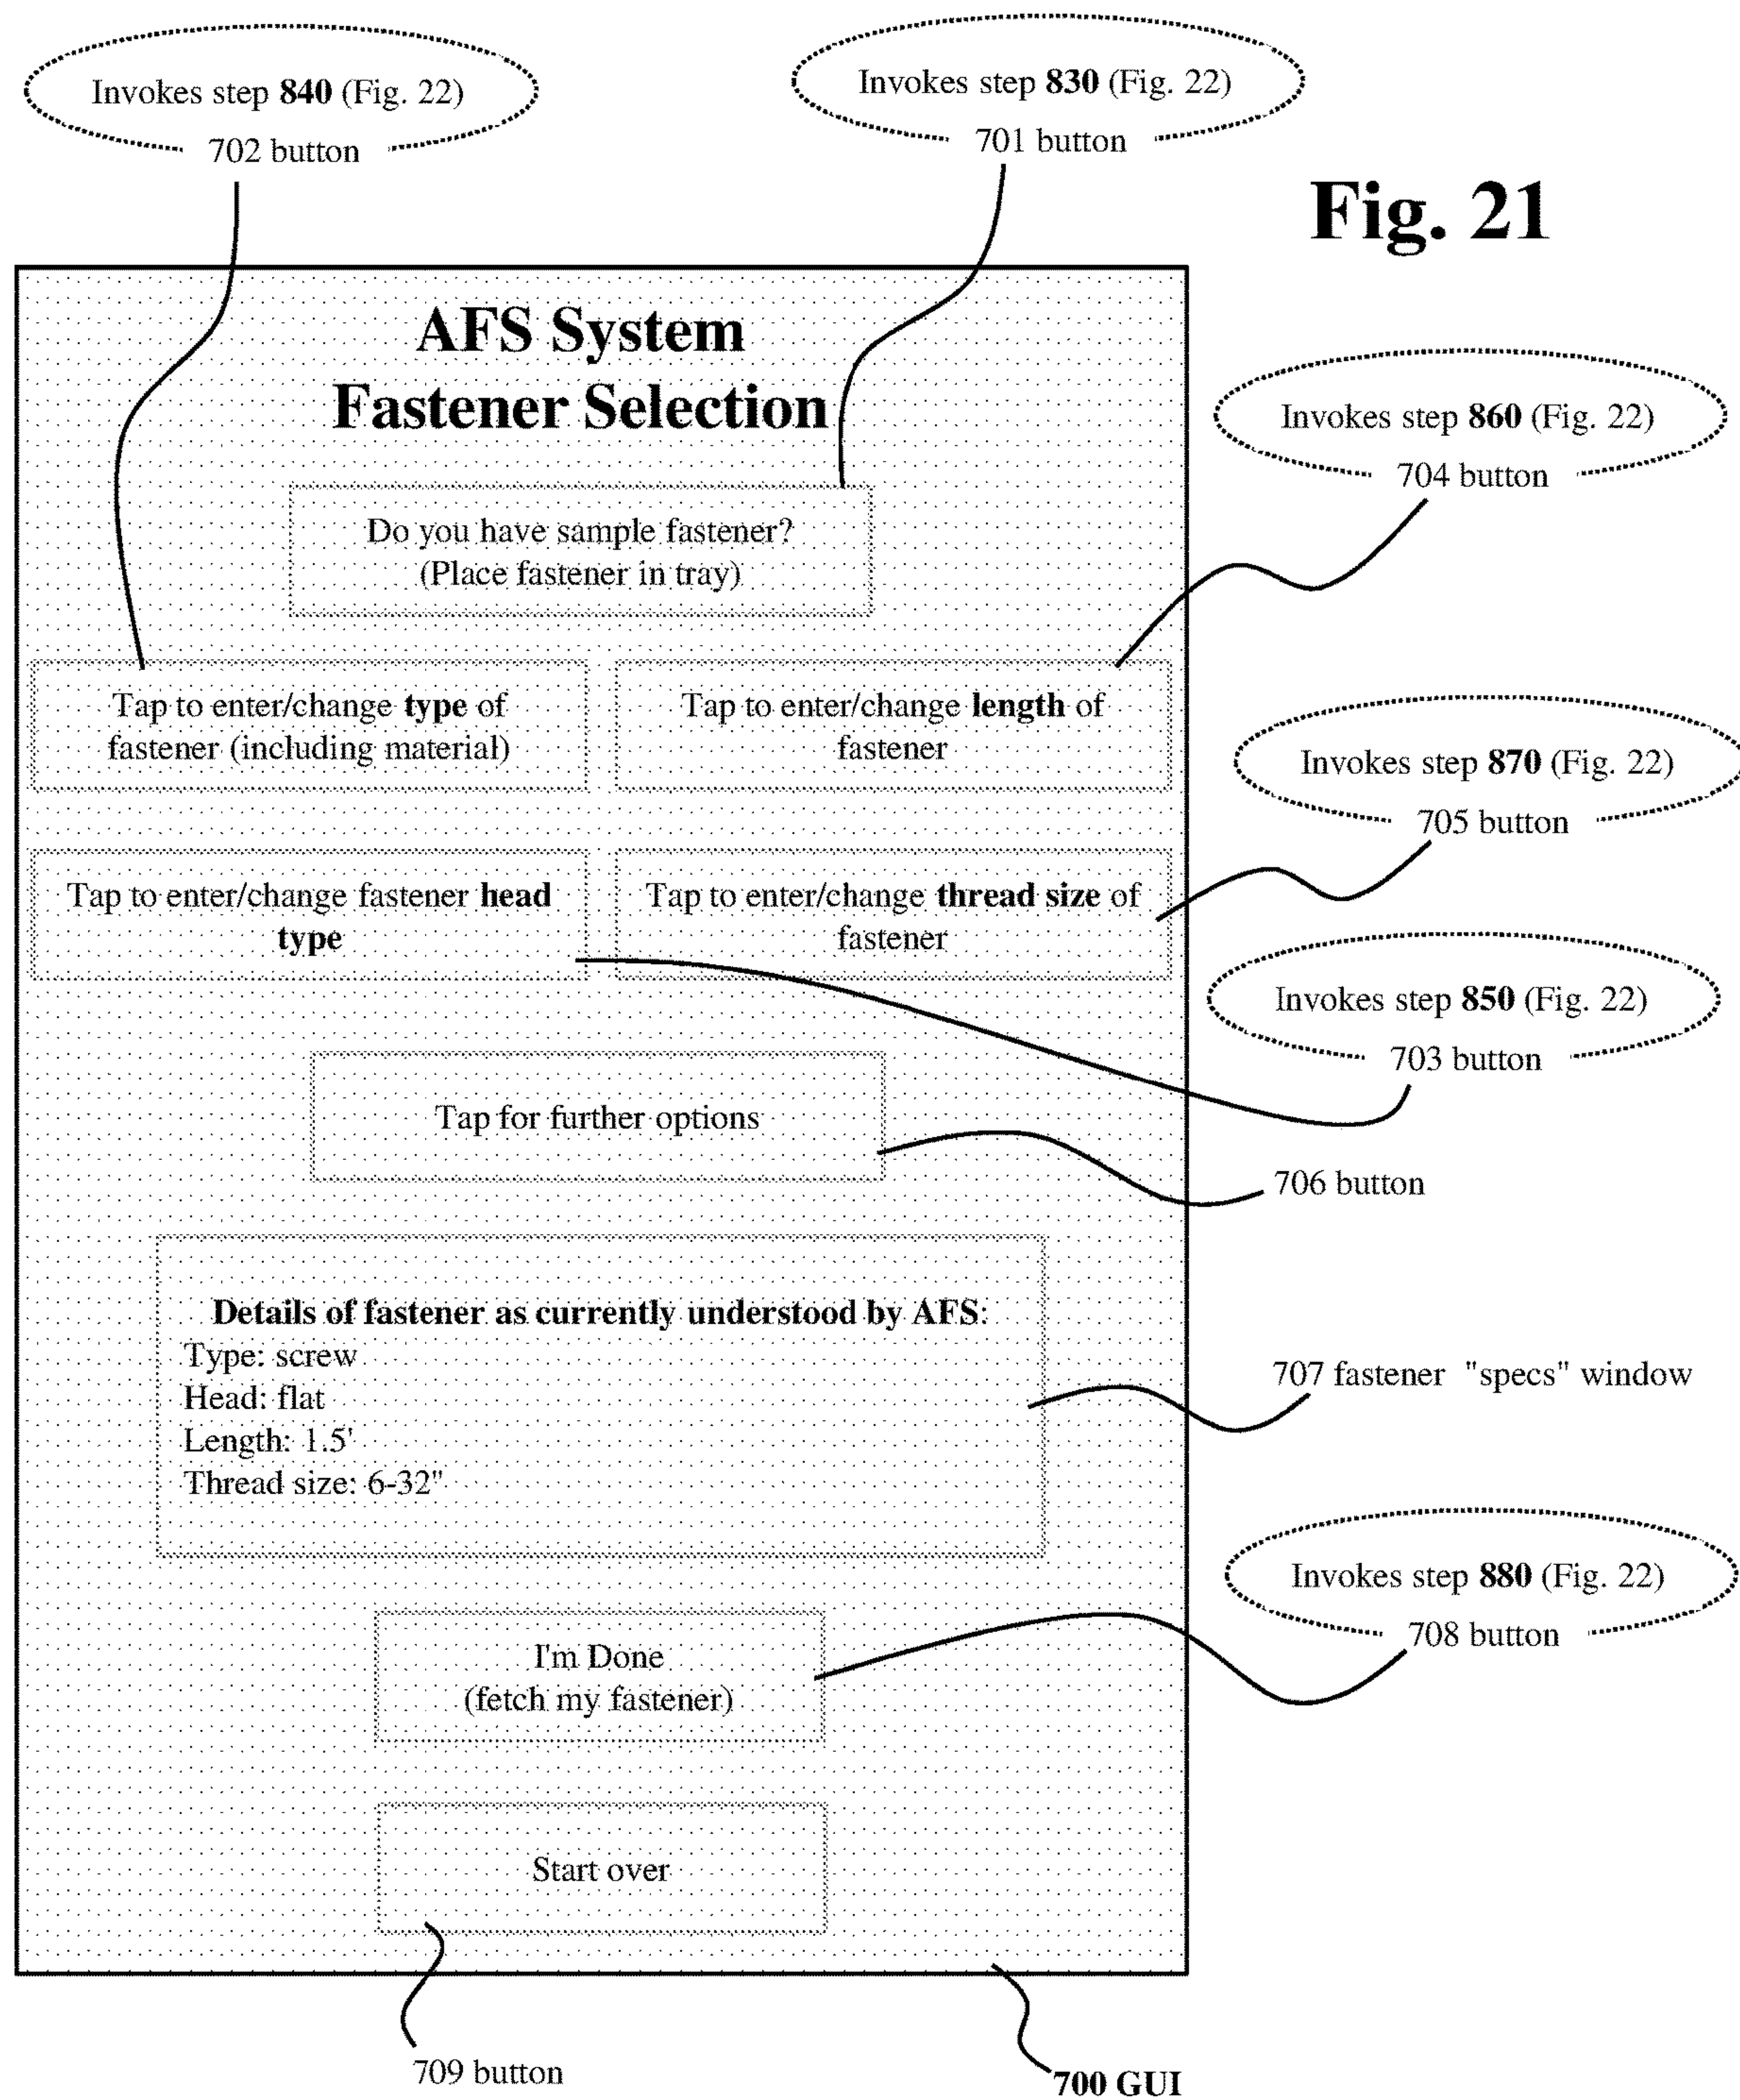 Invokes step 840 (Fig. 22)
702 button
Invokes step 830 (Fig. 22)
701 button
Fig. 21
AFS System
Fastener Selection
Do you have sample fastener?
(Place fastener in tray)
Invokes step 860 (Fig. 22)
704 button
Tap to enter/change type of
fastener (including material)
Tap to enter/change length of
fastener
Invokes step 870 (Fig. 22)
705 button
Tap to enter/change fastener head
type
Tap to enter/change thread size of
fastener
Invokes step 850 (Fig. 22)
703 button
Tap for further options
706 button
Details of fastener as currently understood by AFS:
Type: screw
Head: flat
Length: 1.5'
Thread size: 6-32"
707 fastener "specs" window
Invokes step 880 (Fig. 22)
708 button
I'm Done
(fetch my fastener)
Start over
709 button
700 GUI